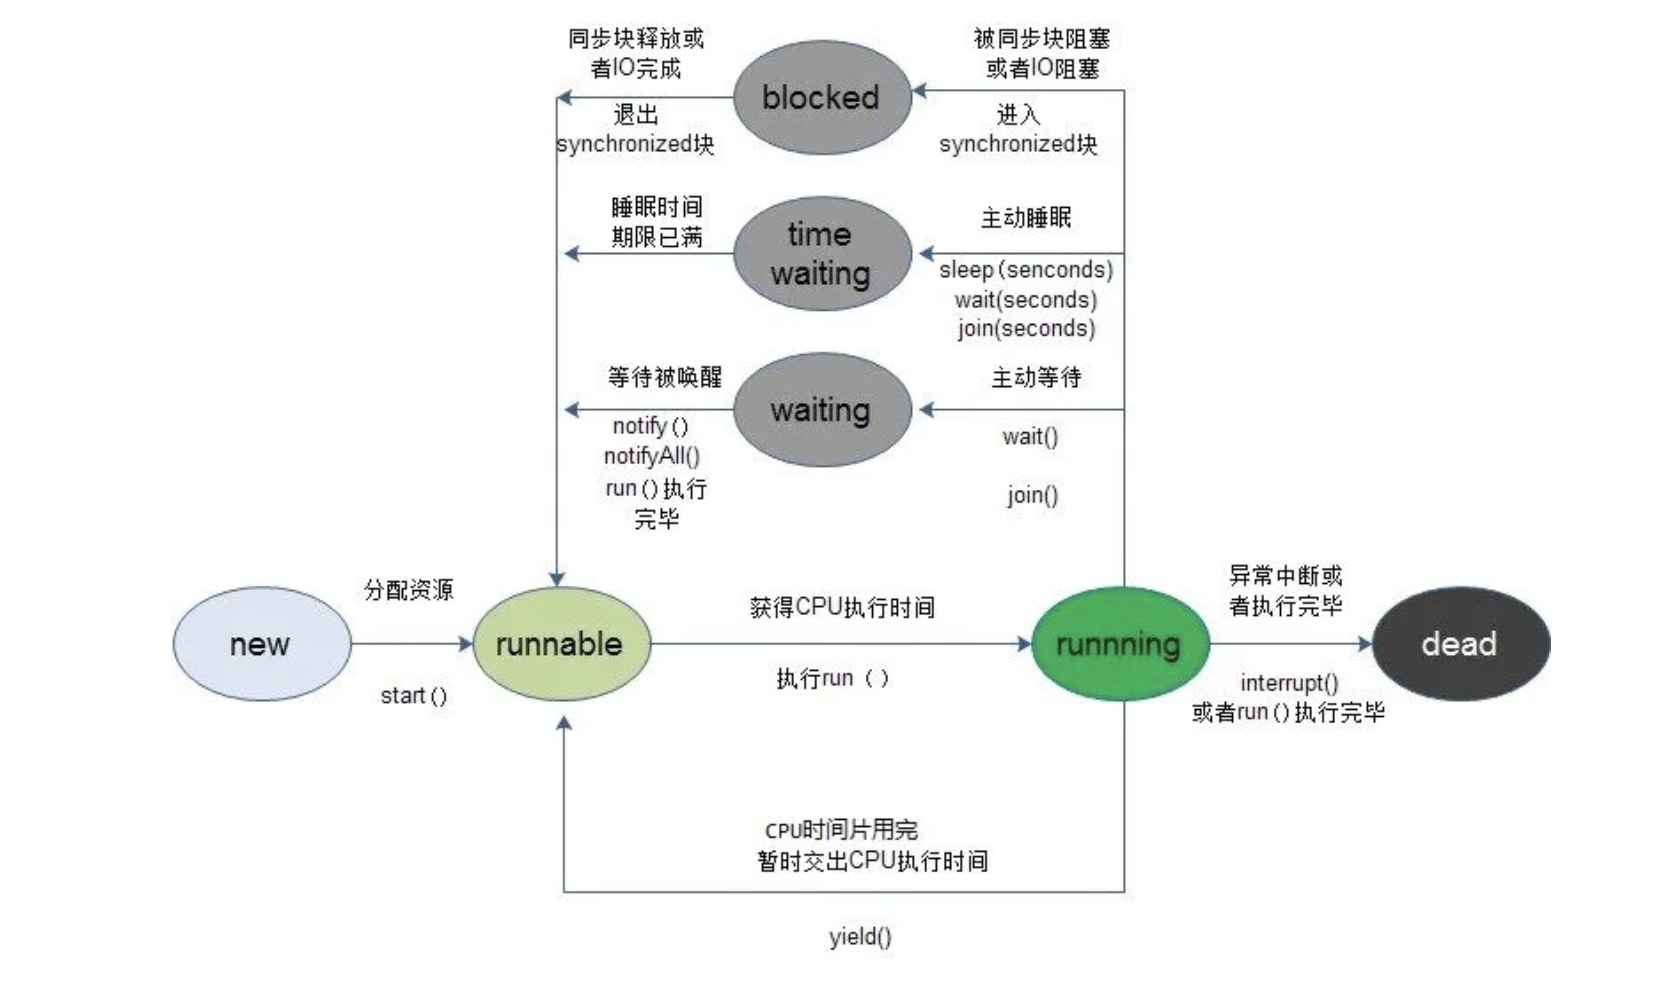 同步块释放或
者IO完成
退出
synchronized块
blocked
被同步块阻塞
或者IO阻塞
进入
synchronized块
睡眠时间
期限已满
time
waiting
主动睡眠
sleep(senconds)
wait(seconds)
join(seconds)
等待被唤醒
notify()
notifyAll()
run()执行
完毕
waiting
主动等待
wait()
join()
new
分配资源
start()
runnable
获得CPU执行时间
执行run（）
runnning
异常中断或
者执行完毕
interrupt()
或者run()执行完毕
dead
CPU时间片用完
暂时交出CPU执行时间
yield()